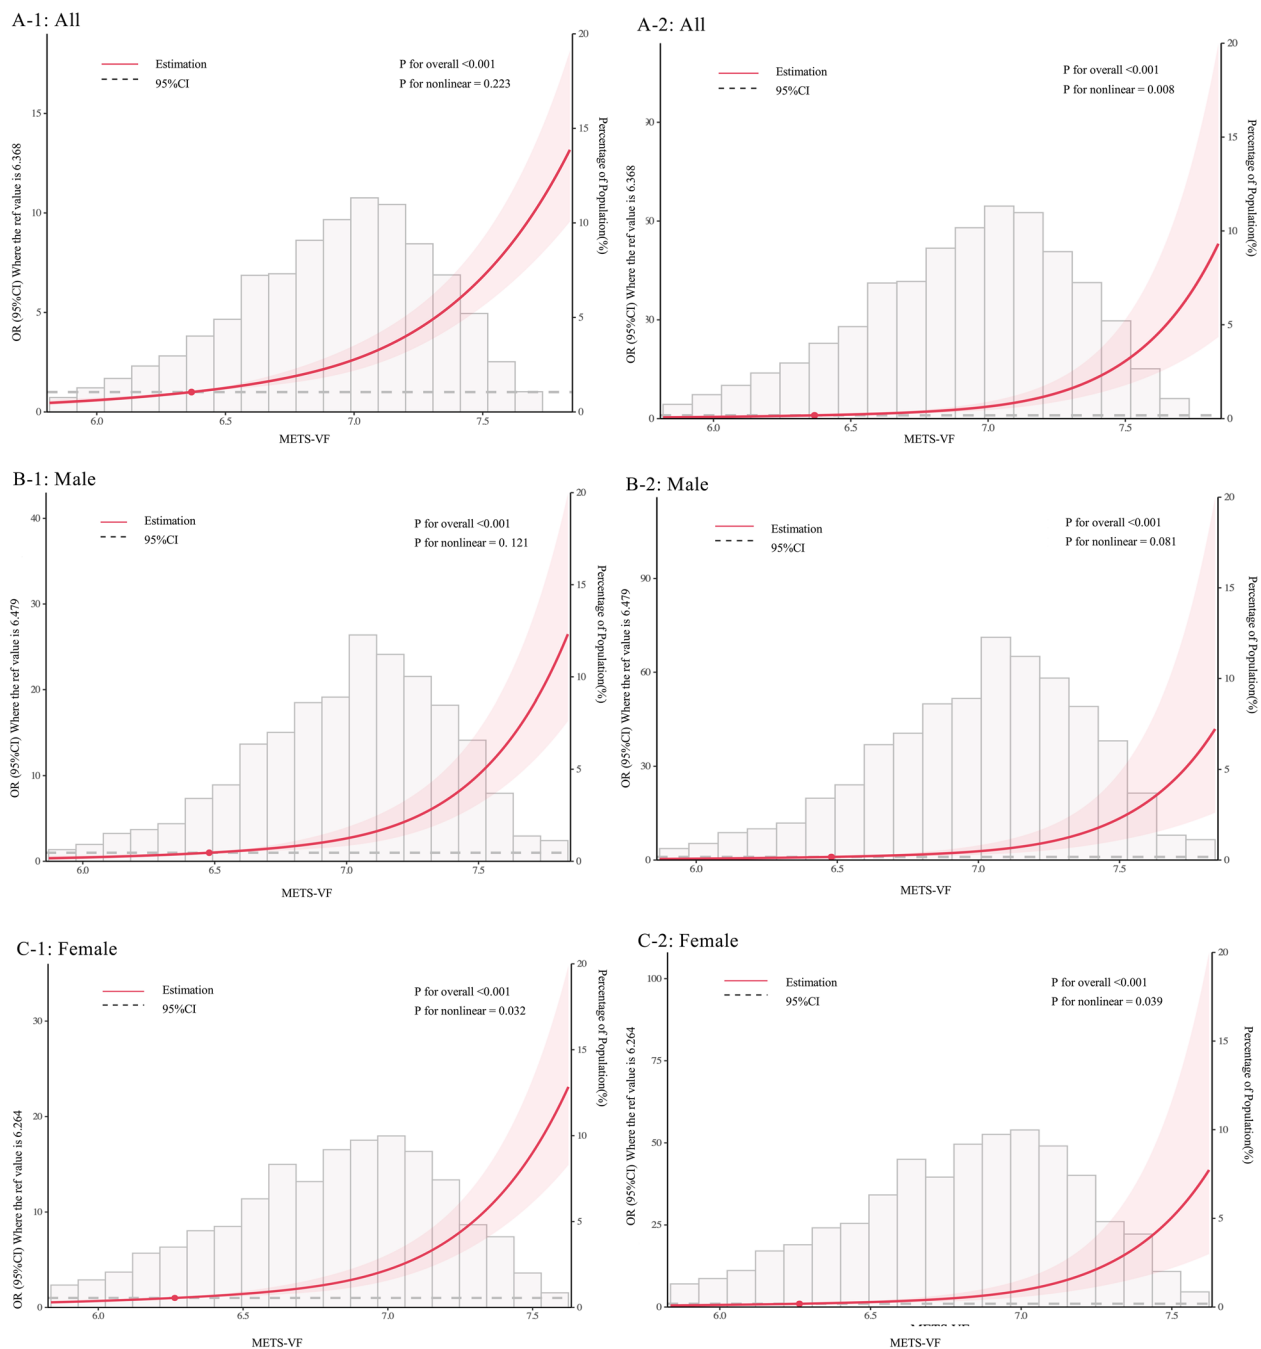 A-1: All
Estimation
95%CI
P for overall <0.001
P for nonlinear = 0.223
OR (95%CI) Where the ref value is 6.368
15
10
5
0
6.0
6.5
7.0
7.5
METS-VF
20
15
10
5
0
Percentage of Population(%)
A-2: All
Estimation
95%CI
P for overall <0.001
P for nonlinear = 0.008
OR (95%CI) Where the ref value is 6.368
0
6.0
6.5
7.0
7.5
METS-VF
20
15
10
5
0
Percentage of Population(%)
B-1: Male
Estimation
95%CI
P for overall <0.001
P for nonlinear = 0. 121
OR (95%CI) Where the ref value is 6.479
40
30
20
10
0
6.0
6.5
7.0
7.5
METS-VF
20
15
10
5
0
Percentage of Population(%)
B-2: Male
Estimation
95%CI
P for overall <0.001
P for nonlinear = 0.081
OR (95%CI) Where the ref value is 6.479
90
60
30
0
6.0
6.5
7.0
7.5
METS-VF
20
15
10
5
0
Percentage of Population(%)
C-1: Female
Estimation
95%CI
P for overall <0.001
P for nonlinear = 0.032
OR (95%CI) Where the ref value is 6.264
30
20
10
0
6.0
6.5
7.0
7.5
METS-VF
20
15
10
5
0
Percentage of Population(%)
C-2: Female
Estimation
95%CI
P for overall <0.001
P for nonlinear = 0.039
OR (95%CI) Where the ref value is 6.264
100
75
50
25
0
6.0
6.5
7.0
7.5
METS-VF
20
15
10
5
0
Percentage of Population(%)